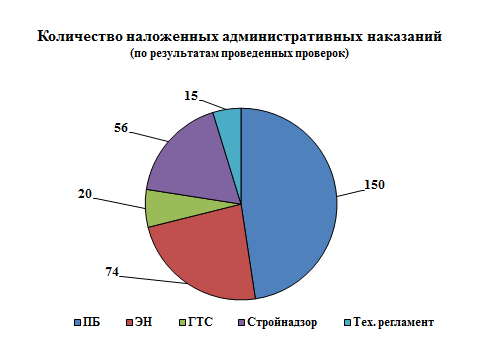 Количество наложенных административных наказаний
(по результатам проведенных проверок)
15
56
150
20
74
ПБ ЭН ГТС Стройнадзор Тех. регламент